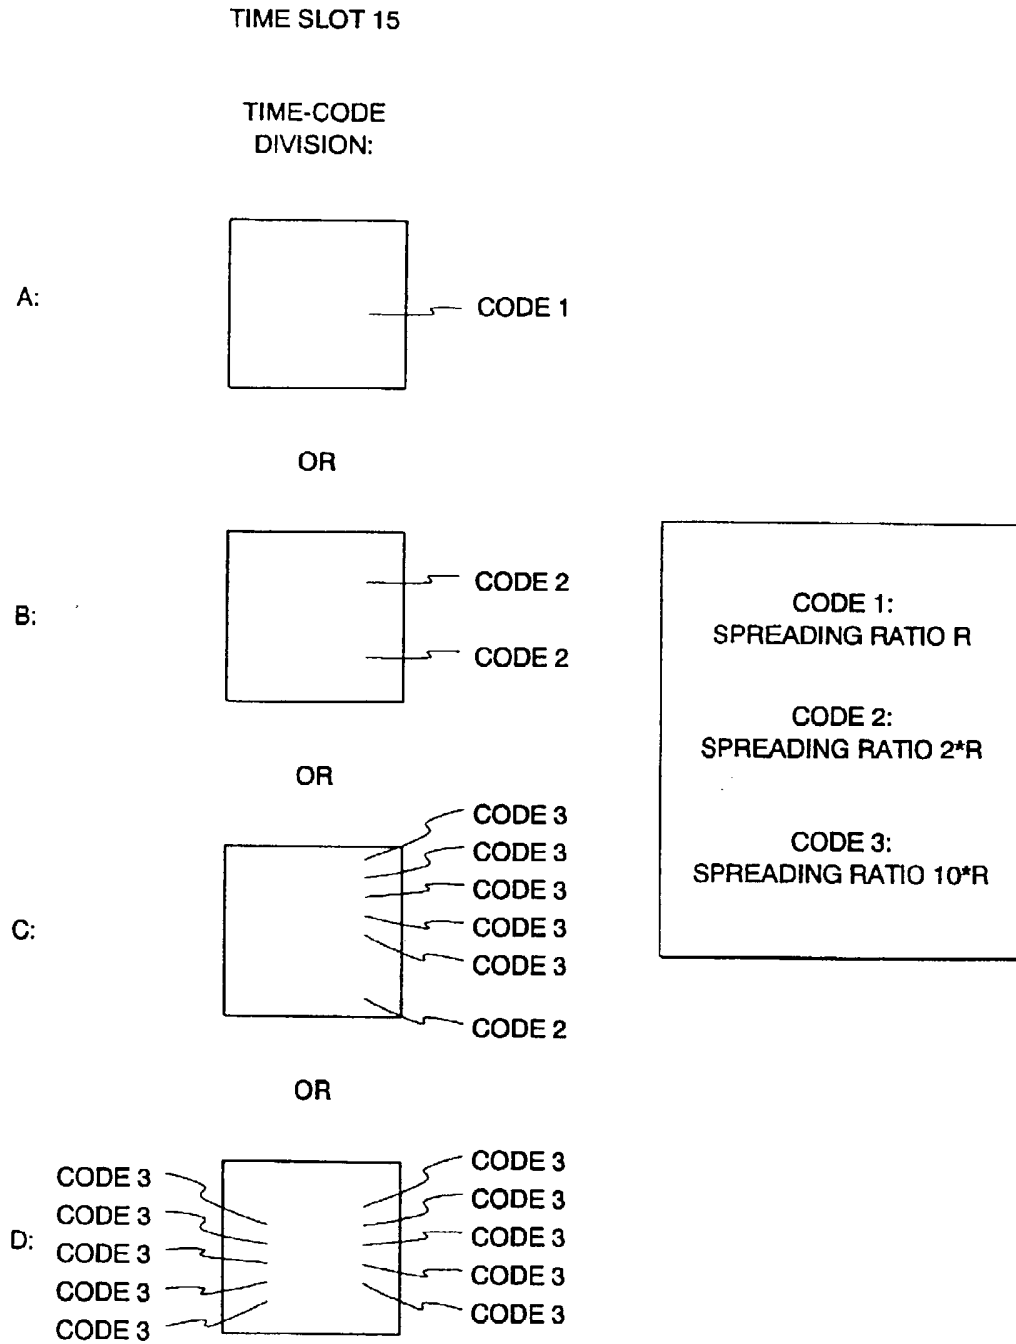 TIME SLOT 15
TIME-CODE
DIVISION:
A:
CODE 1
OR
B:
CODE 2
CODE 2
OR
C:
CODE 3
CODE 3
CODE 3
CODE 3
CODE 3
CODE 2
OR
D:
CODE 3
CODE 3
CODE 3
CODE 3
CODE 3
CODE 3
CODE 3
CODE 3
CODE 3
CODE 3
CODE 1:
SPREADING RATIO R
CODE 2:
SPREADING RATIO 2*R
CODE 3:
SPREADING RATIO 10*R